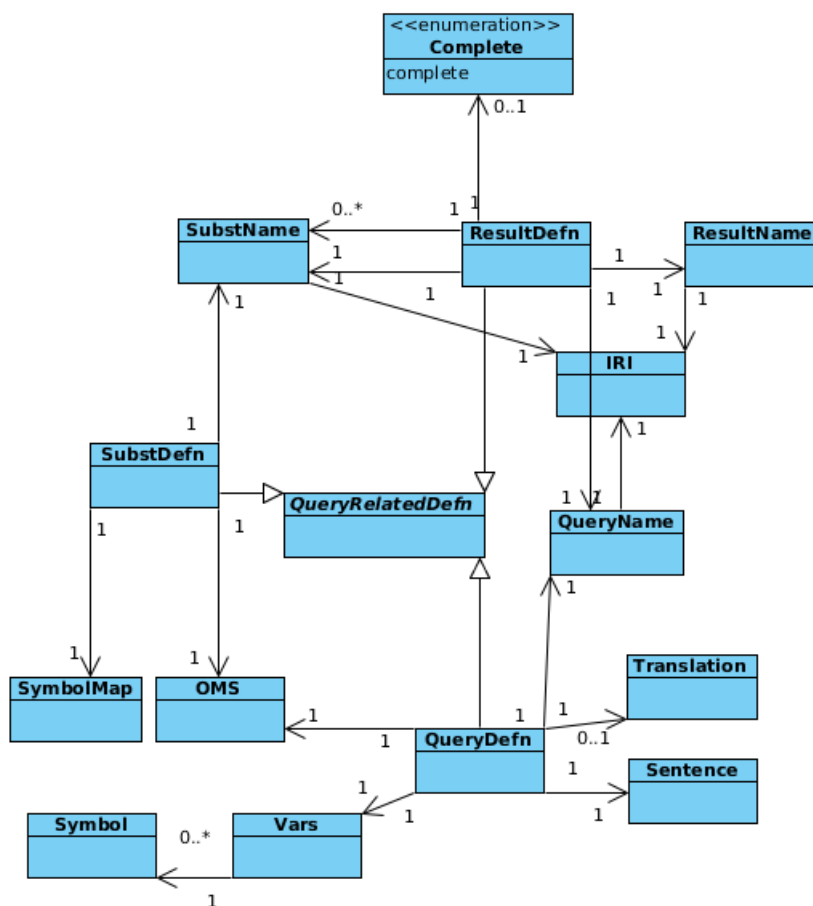 <<enumeration>>
Complete
complete
0..1
1
0..* 1
SubstName ResultDefn ResultName
1 1
1 1 1 1 1
1 1 1
IRI
1 1
1
SubstDefn
QueryRelatedDefn 1 1
1 1 QueryName
1
1 1
SymbolMap OMS Translation
1 1 1
1 QueryDefn 0..1
1 Sentence
1 1 1
Symbol Vars
0..*
1